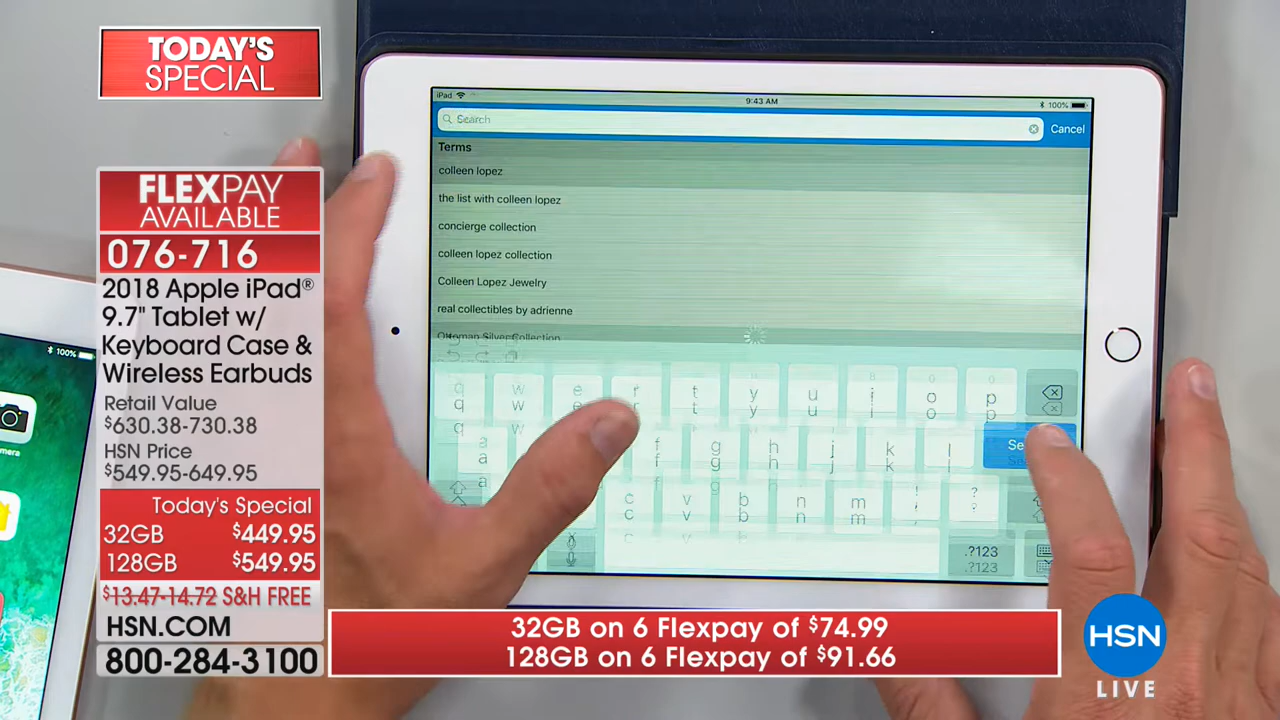 TODAY'S
SPECIAL
FLEXPAY
AVAILABLE
076-716
2018 Apple iPad®
9.7" Tablet w/
Keyboard Case &
Wireless Earbuds
Retail Value
$630.38-730.38
HSN Price
$549.95-649.95
Today's Special
32GB $449.95
128GB $549.95
$13.47-14.72 S&H FREE
HSN.COM
800-284-3100
32GB on 6 Flexpay of $74.99
128GB on 6 Flexpay of $91.66
HSN
LIVE
iPad
9:43 AM
100%
Search
Cancel
Terms
colleen lopez
the list with colleen lopez
concierge collection
colleen lopez collection
Colleen Lopez Jewelry
real collectibles by adrienne
Ottoman Silver Collection
q w e r t y u i o p
a f g h j k l
c v b n m ! ?
.?123
100%